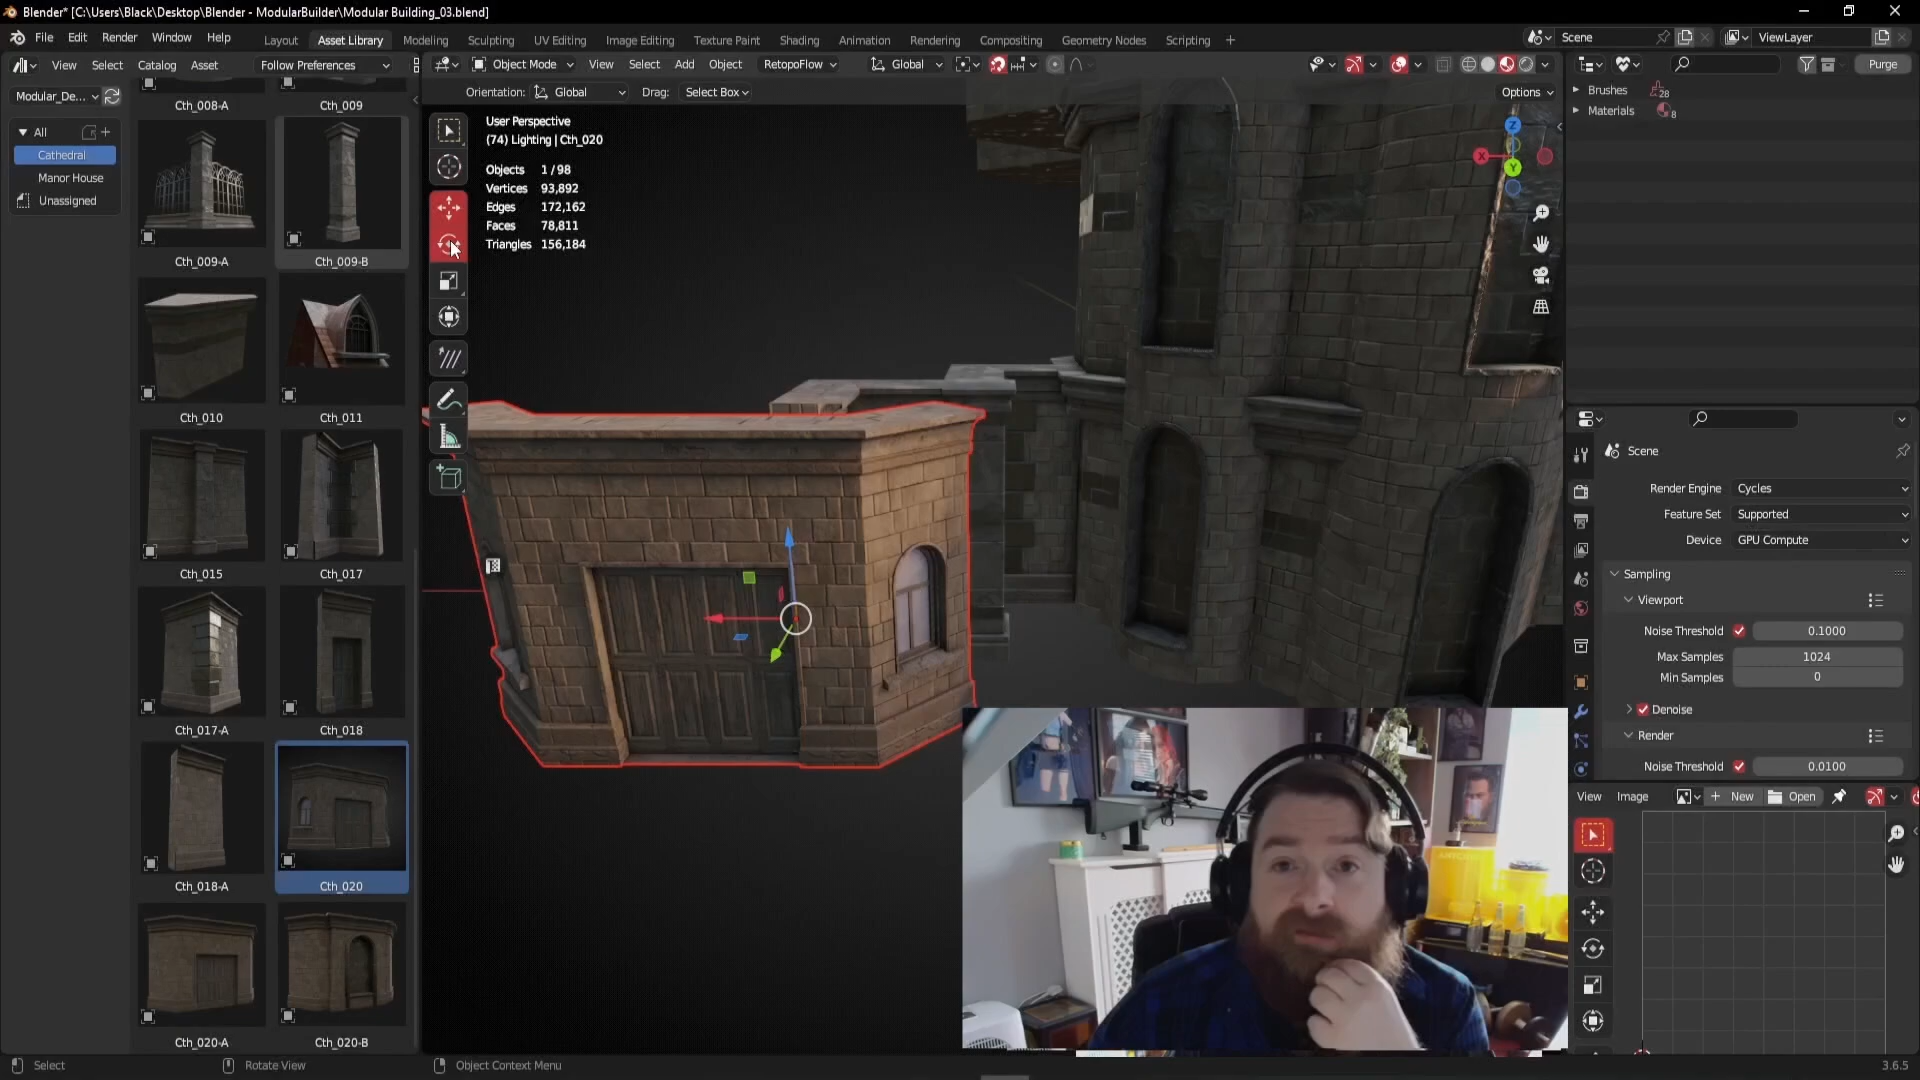 Blender* [C:\Users\Black\Desktop\Blender - ModularBuilder\Modular Building_03.blend]
File Edit Render Window Help Layout Asset Library Modeling Sculpting UV Editing Image Editing Texture Paint Shading Animation Rendering Compositing Geometry Nodes Scripting + Scene ViewLayer
View Select Catalog Asset Follow Preferences Object Mode View Select Add Object RetopoFlow Global Purge
Orientation: Global Drag: Select Box Options
Modular_De...
All
Cathedral
Manor House
Unassigned
Cth_008-A Cth_009
Cth_009-A Cth_009-B
Cth_010 Cth_011
Cth_015 Cth_017
Cth_017-A Cth_018
Cth_018-A Cth_020
Cth_020-A Cth_020-B
User Perspective
(74) Lighting | Cth_020
Objects 1 / 98
Vertices 93,892
Edges 172,162
Faces 78,811
Triangles 156,184
Z
X
Y
Brushes 28
Materials 8
Scene
Render Engine Cycles
Feature Set Supported
Device GPU Compute
Sampling
Viewport
Noise Threshold 0.1000
Max Samples 1024
Min Samples 0
Denoise
Render
Noise Threshold 0.0100
View Image New Open
Select Rotate View Object Context Menu 3.6.5